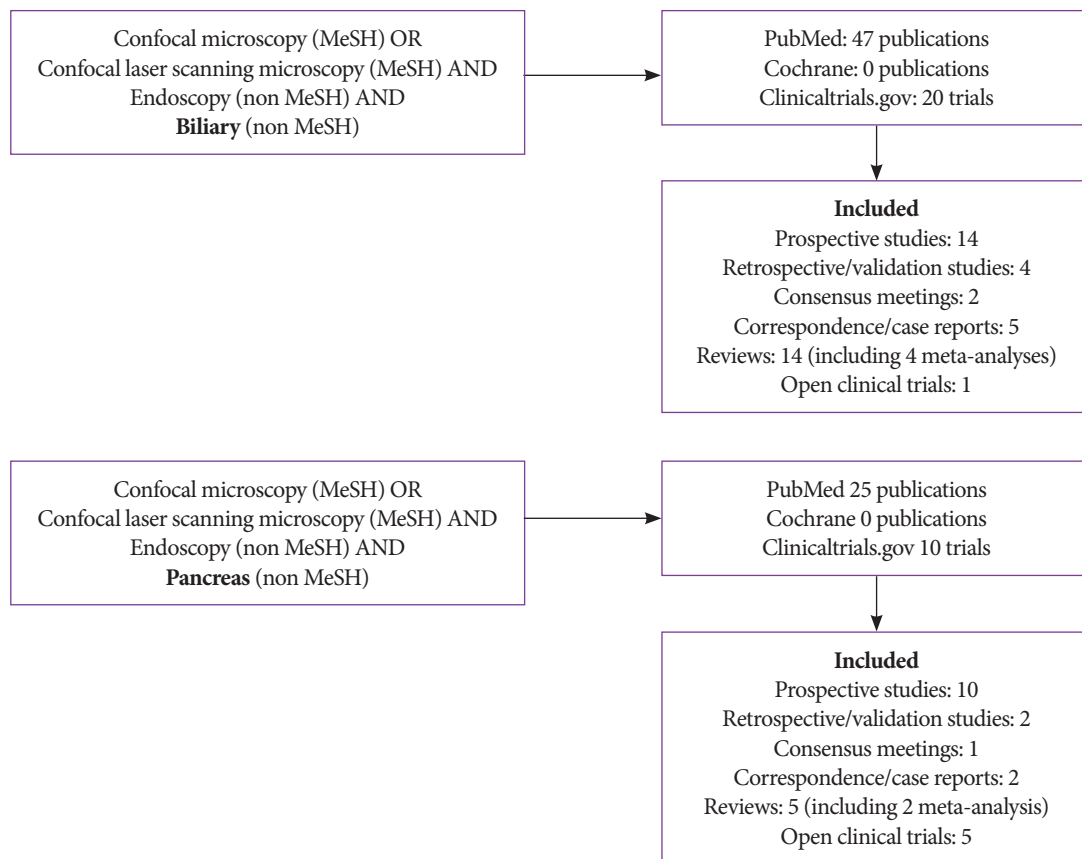 Confocal microscopy (MeSH) OR
Confocal laser scanning microscopy (MeSH) AND
Endoscopy (non MeSH) AND
Biliary (non MeSH)
PubMed: 47 publications
Cochrane: 0 publications
Clinicaltrials.gov: 20 trials
Included
Prospective studies: 14
Retrospective/validation studies: 4
Consensus meetings: 2
Correspondence/case reports: 5
Reviews: 14 (including 4 meta-analyses)
Open clinical trials: 1
Confocal microscopy (MeSH) OR
Confocal laser scanning microscopy (MeSH) AND
Endoscopy (non MeSH) AND
Pancreas (non MeSH)
PubMed 25 publications
Cochrane 0 publications
Clinicaltrials.gov 10 trials
Included
Prospective studies: 10
Retrospective/validation studies: 2
Consensus meetings: 1
Correspondence/case reports: 2
Reviews: 5 (including 2 meta-analysis)
Open clinical trials: 5